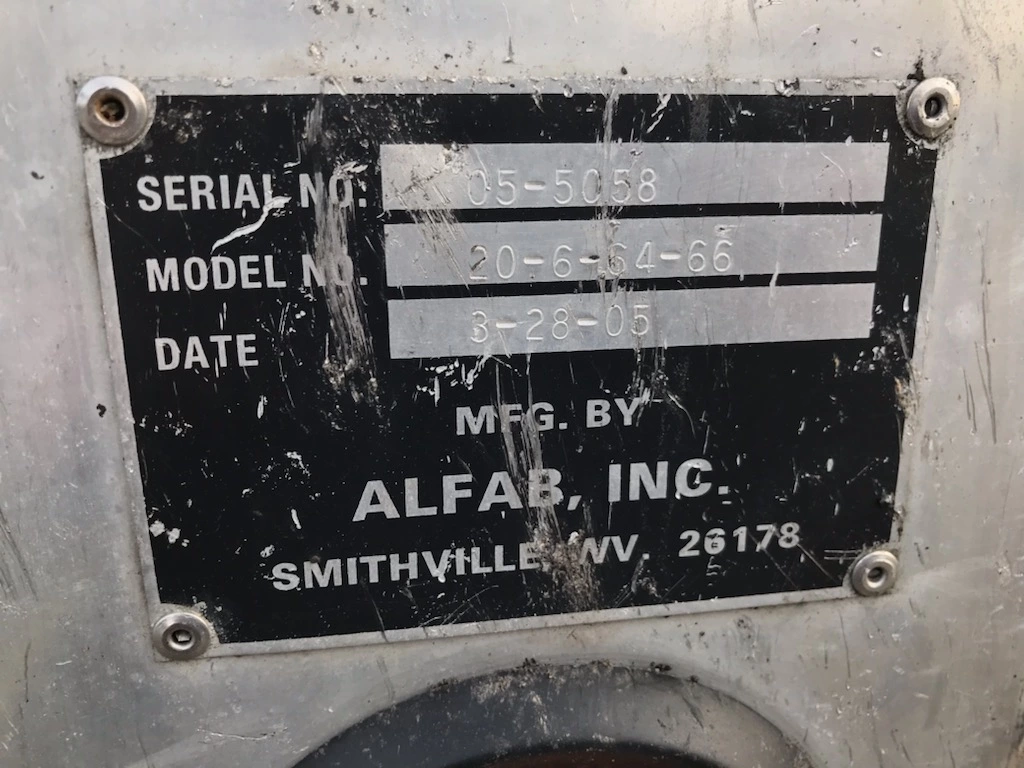 SERIAL NO. 05-5058
MODEL NO. 20-6-64-66
DATE 3-28-05
MFG. BY
ALFAB, INC.
SMITHVILLE, WV. 26178